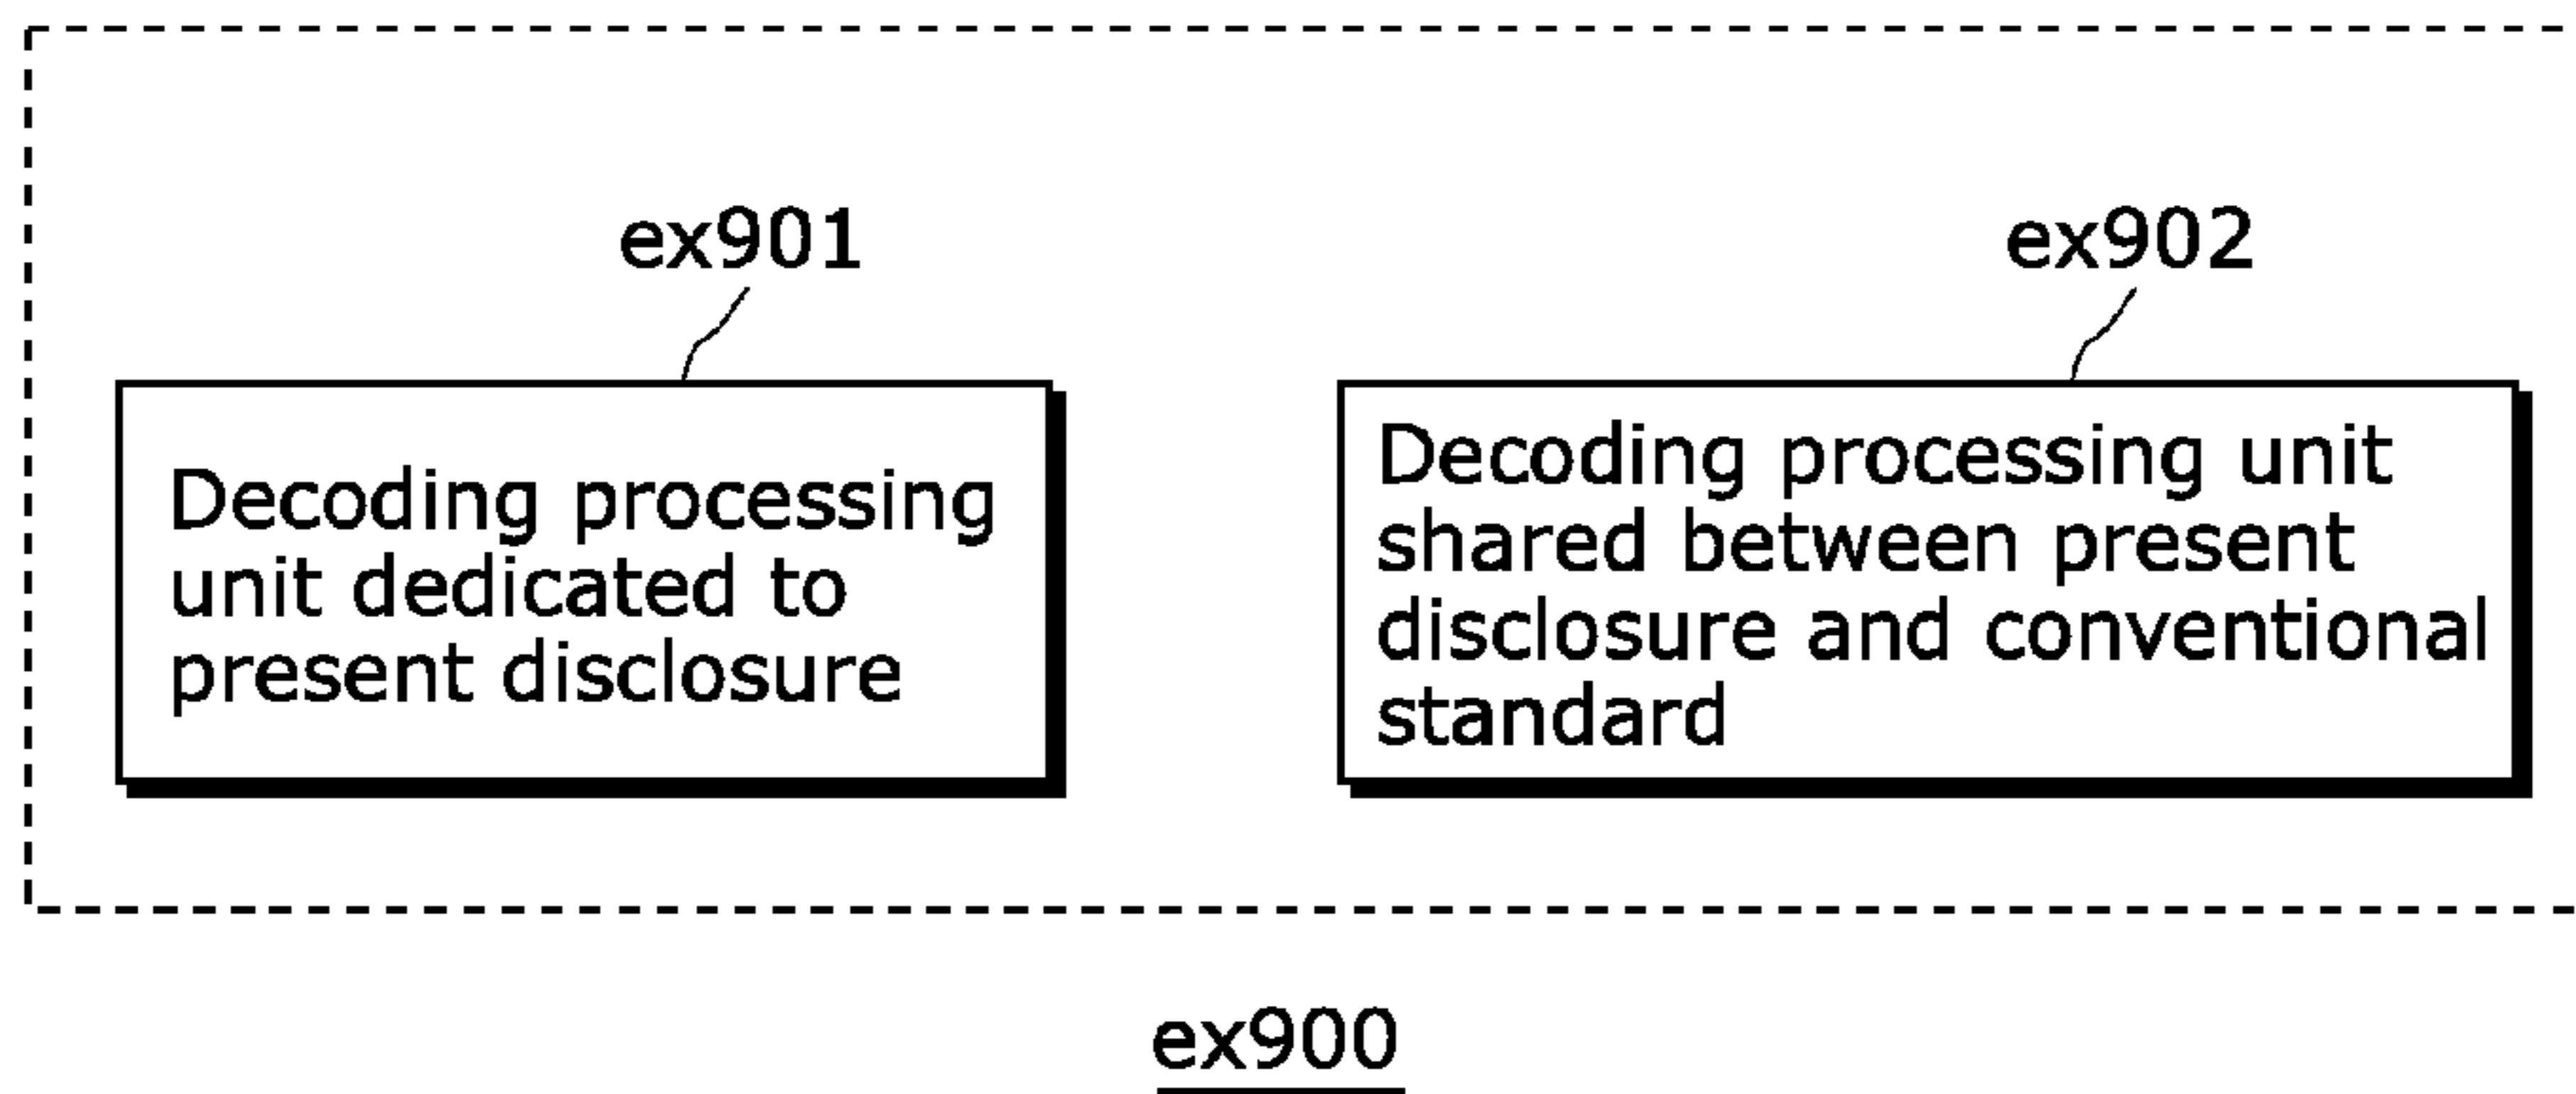 ex901
Decoding processing
unit dedicated to
present disclosure
ex902
Decoding processing unit
shared between present
disclosure and conventional
standard
ex900